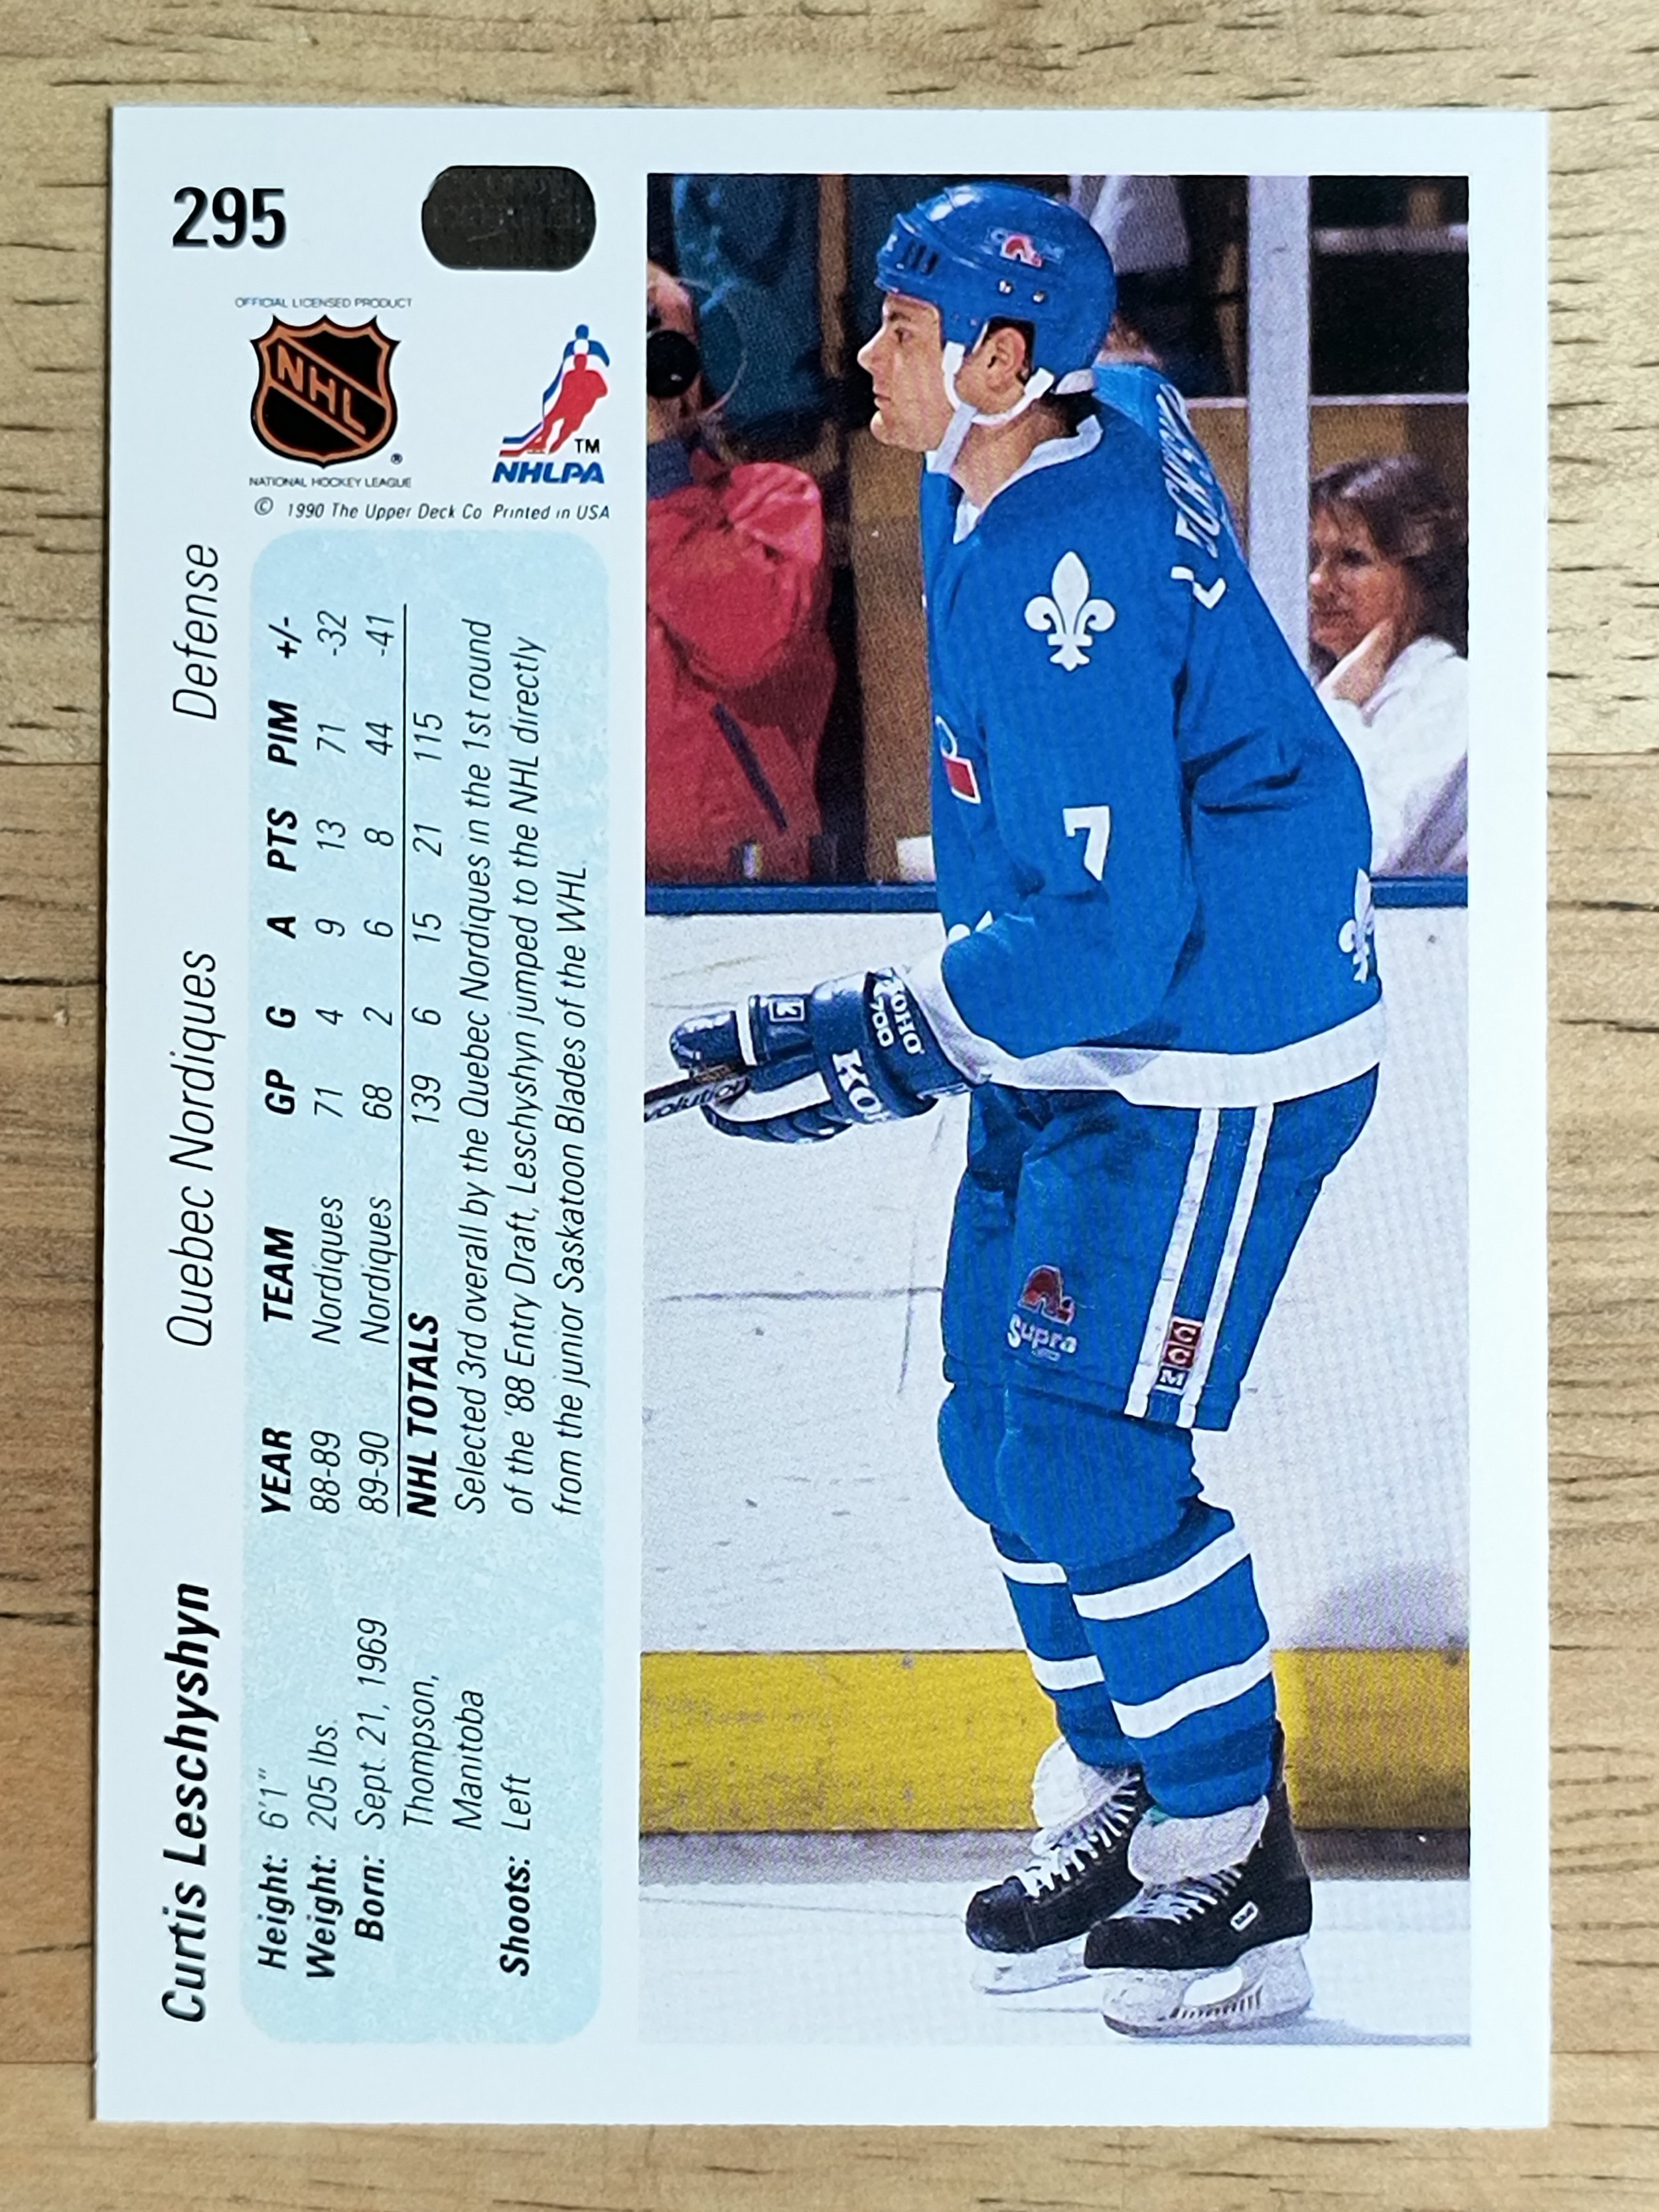 295
OFFICIAL LICENSED PRODUCT
NHL
®
NATIONAL HOCKEY LEAGUE
TM
NHLPA
© 1990 The Upper Deck Co Printed in USA
Curtis Leschyshyn Quebec Nordiques Defense
Height: 6'1"
Weight: 205 lbs.
Born: Sept. 21, 1969
Thompson,
Manitoba
Shoots: Left
YEAR TEAM GP G A PTS PIM +/-
88-89 Nordiques 71 4 9 13 71 -32
89-90 Nordiques 68 2 6 8 44 -41
NHL TOTALS 139 6 15 21 115
Selected 3rd overall by the Quebec Nordiques in the 1st round
of the '88 Entry Draft, Leschyshyn jumped to the NHL directly
from the junior Saskatoon Blades of the WHL.
7
KOHO
700
KO
Supra
CCM